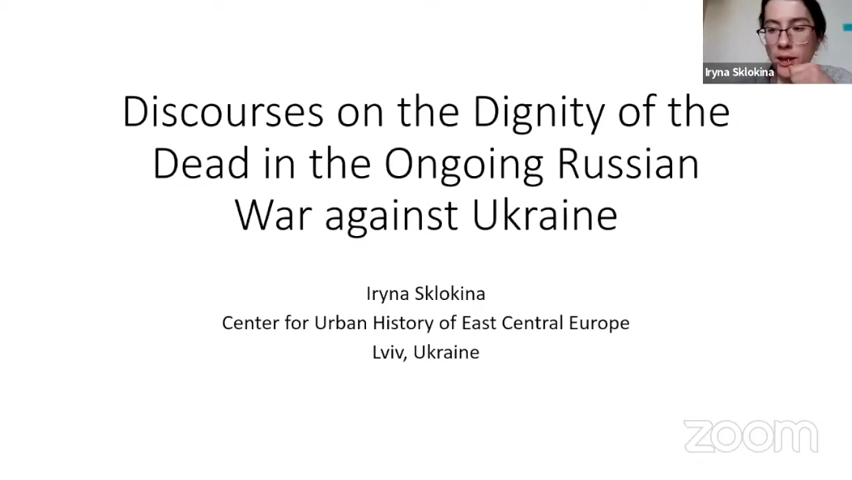 Iryna Sklokina
Discourses on the Dignity of the
Dead in the Ongoing Russian
War against Ukraine
Iryna Sklokina
Center for Urban History of East Central Europe
Lviv, Ukraine
zoom